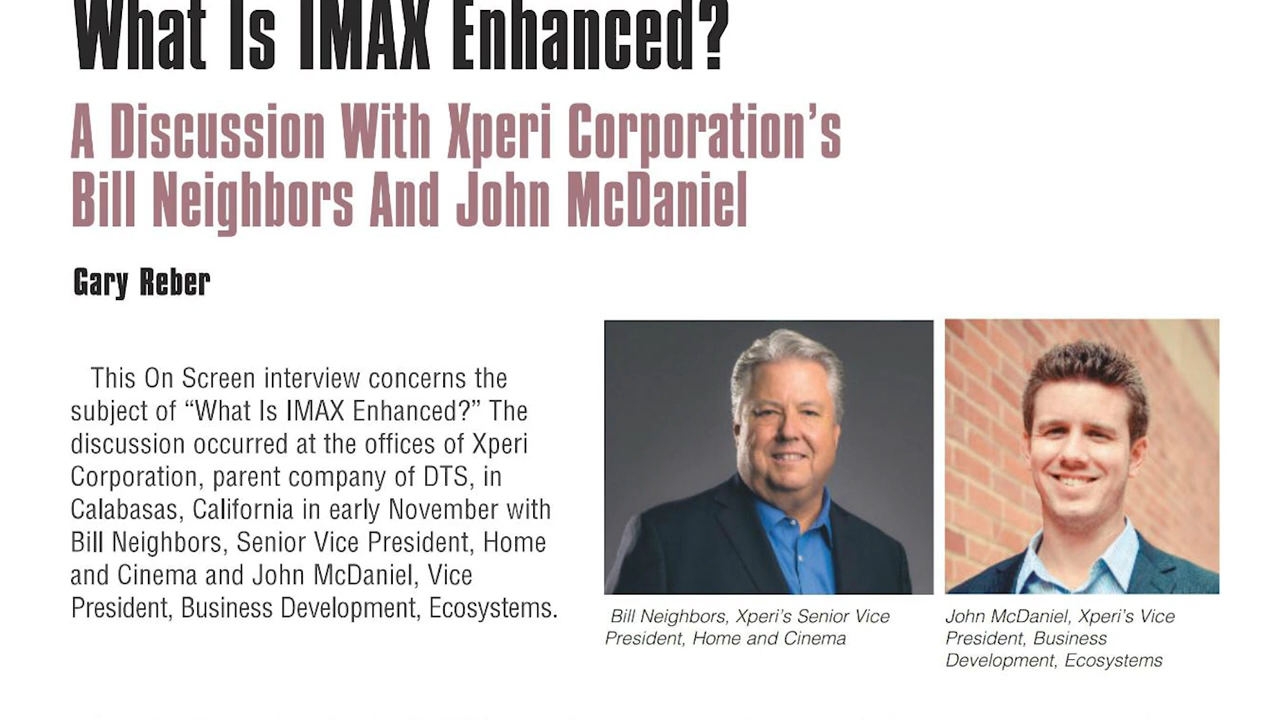 What Is IMAX Enhanced?
A Discussion With Xperi Corporation's
Bill Neighbors And John McDaniel
Gary Reber
This On Screen interview concerns the
subject of “What Is IMAX Enhanced?” The
discussion occurred at the offices of Xperi
Corporation, parent company of DTS, in
Calabasas, California in early November with
Bill Neighbors, Senior Vice President, Home
and Cinema and John McDaniel, Vice
President, Business Development, Ecosystems.
Bill Neighbors, Xperi's Senior Vice
President, Home and Cinema
John McDaniel, Xperi's Vice
President, Business
Development, Ecosystems